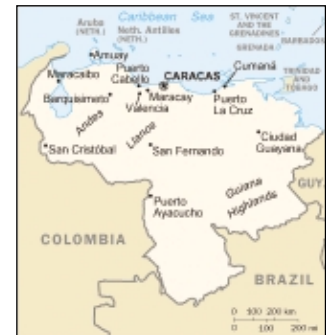 Caribbean Sea
Aruba
(NETH.)
Neth. Antilles
(NETH.)
ST. VINCENT AND
THE GRENADINES
GRENADA
BARBADOS
TRINIDAD
AND
TOBAGO
Amuay
Maracaibo
Puerto
Cabello
CARACAS
Cumaná
Barquisimeto
Maracay
Valencia
Puerto
La Cruz
Andes
Llanos
Ciudad
Guayana
San Cristóbal
San Fernando
Puerto
Ayacucho
Guiana
Highlands
GUY.
COLOMBIA
BRAZIL
0 100 200 km
0 100 200 mi